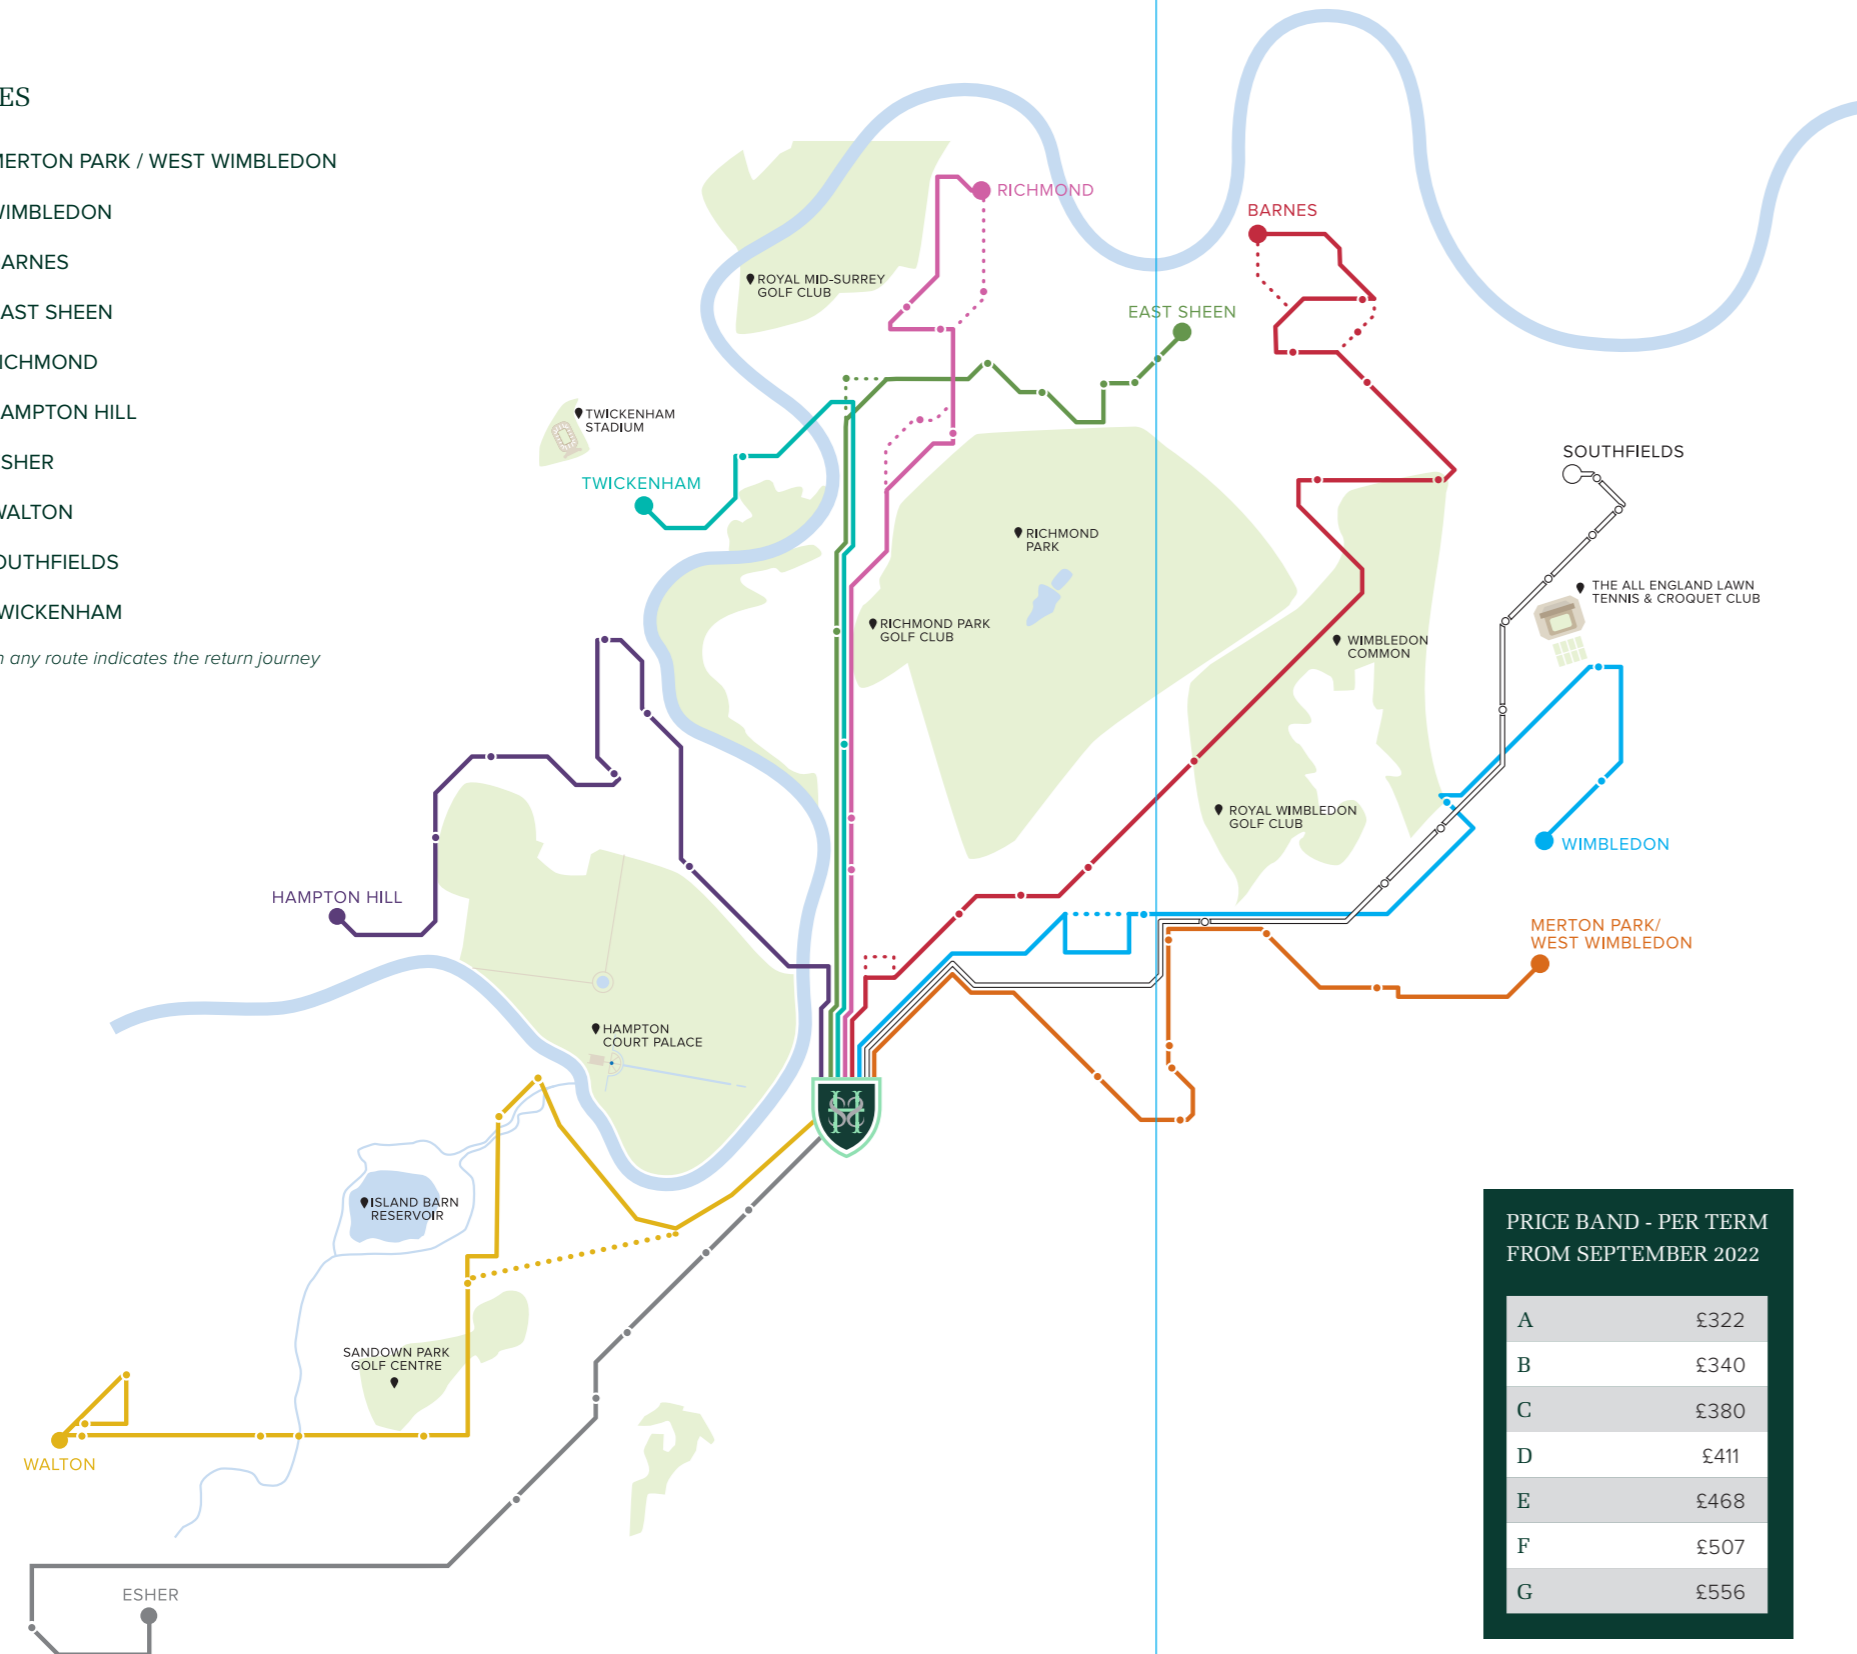 ES
MERTON PARK / WEST WIMBLEDON
WIMBLEDON
ARNES
AST SHEEN
ICHMOND
AMPTON HILL
SHER
WALTON
OUTHFIELDS
WICKENHAM
n any route indicates the return journey
RICHMOND
BARNES
ROYAL MID-SURREY
GOLF CLUB
EAST SHEEN
TWICKENHAM
STADIUM
TWICKENHAM
SOUTHFIELDS
RICHMOND
PARK
THE ALL ENGLAND LAWN
TENNIS & CROQUET CLUB
RICHMOND PARK
GOLF CLUB
WIMBLEDON
COMMON
ROYAL WIMBLEDON
GOLF CLUB
WIMBLEDON
HAMPTON HILL
MERTON PARK/
WEST WIMBLEDON
HAMPTON
COURT PALACE
ISLAND BARN
RESERVOIR
SANDOWN PARK
GOLF CENTRE
WALTON
ESHER
PRICE BAND - PER TERM
FROM SEPTEMBER 2022
A £322
B £340
C £380
D £411
E £468
F £507
G £556